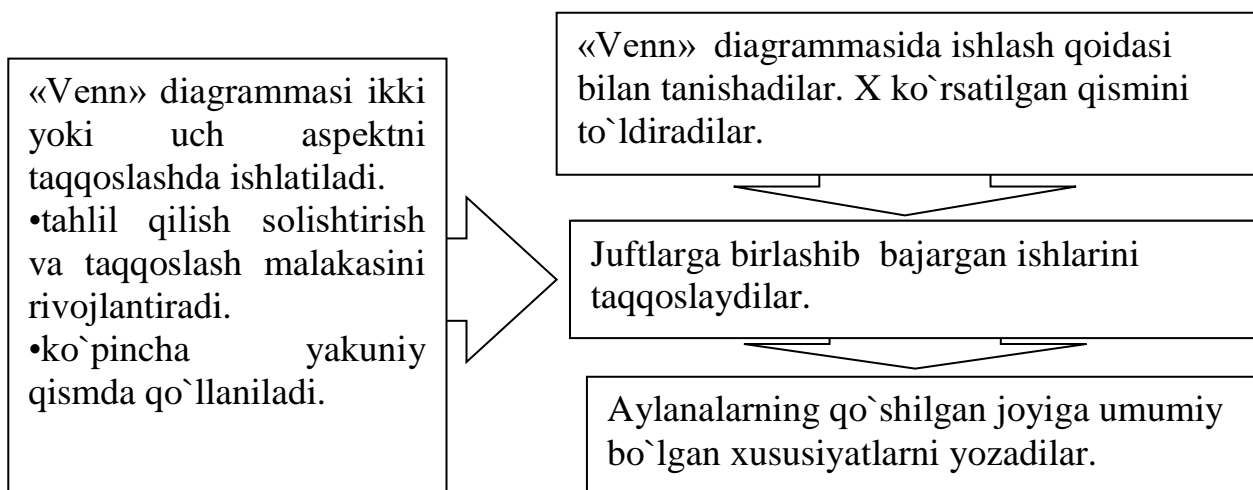 «Venn» diagrammasi ikki
yoki uch aspektni
taqqoslashda ishlatiladi.
•tahlil qilish solishtirish
va taqqoslash malakasini
rivojlantiradi.
•ko`pincha yakuniy
qismda qo`llaniladi.
«Venn» diagrammasida ishlash qoidasi
bilan tanishadilar. X ko`rsatilgan qismini
to`ldiradilar.
Juftlarga birlashib bajargan ishlarini
taqqoslaydilar.
Aylanalarning qo`shilgan joyiga umumiy
bo`lgan xususiyatlarni yozadilar.